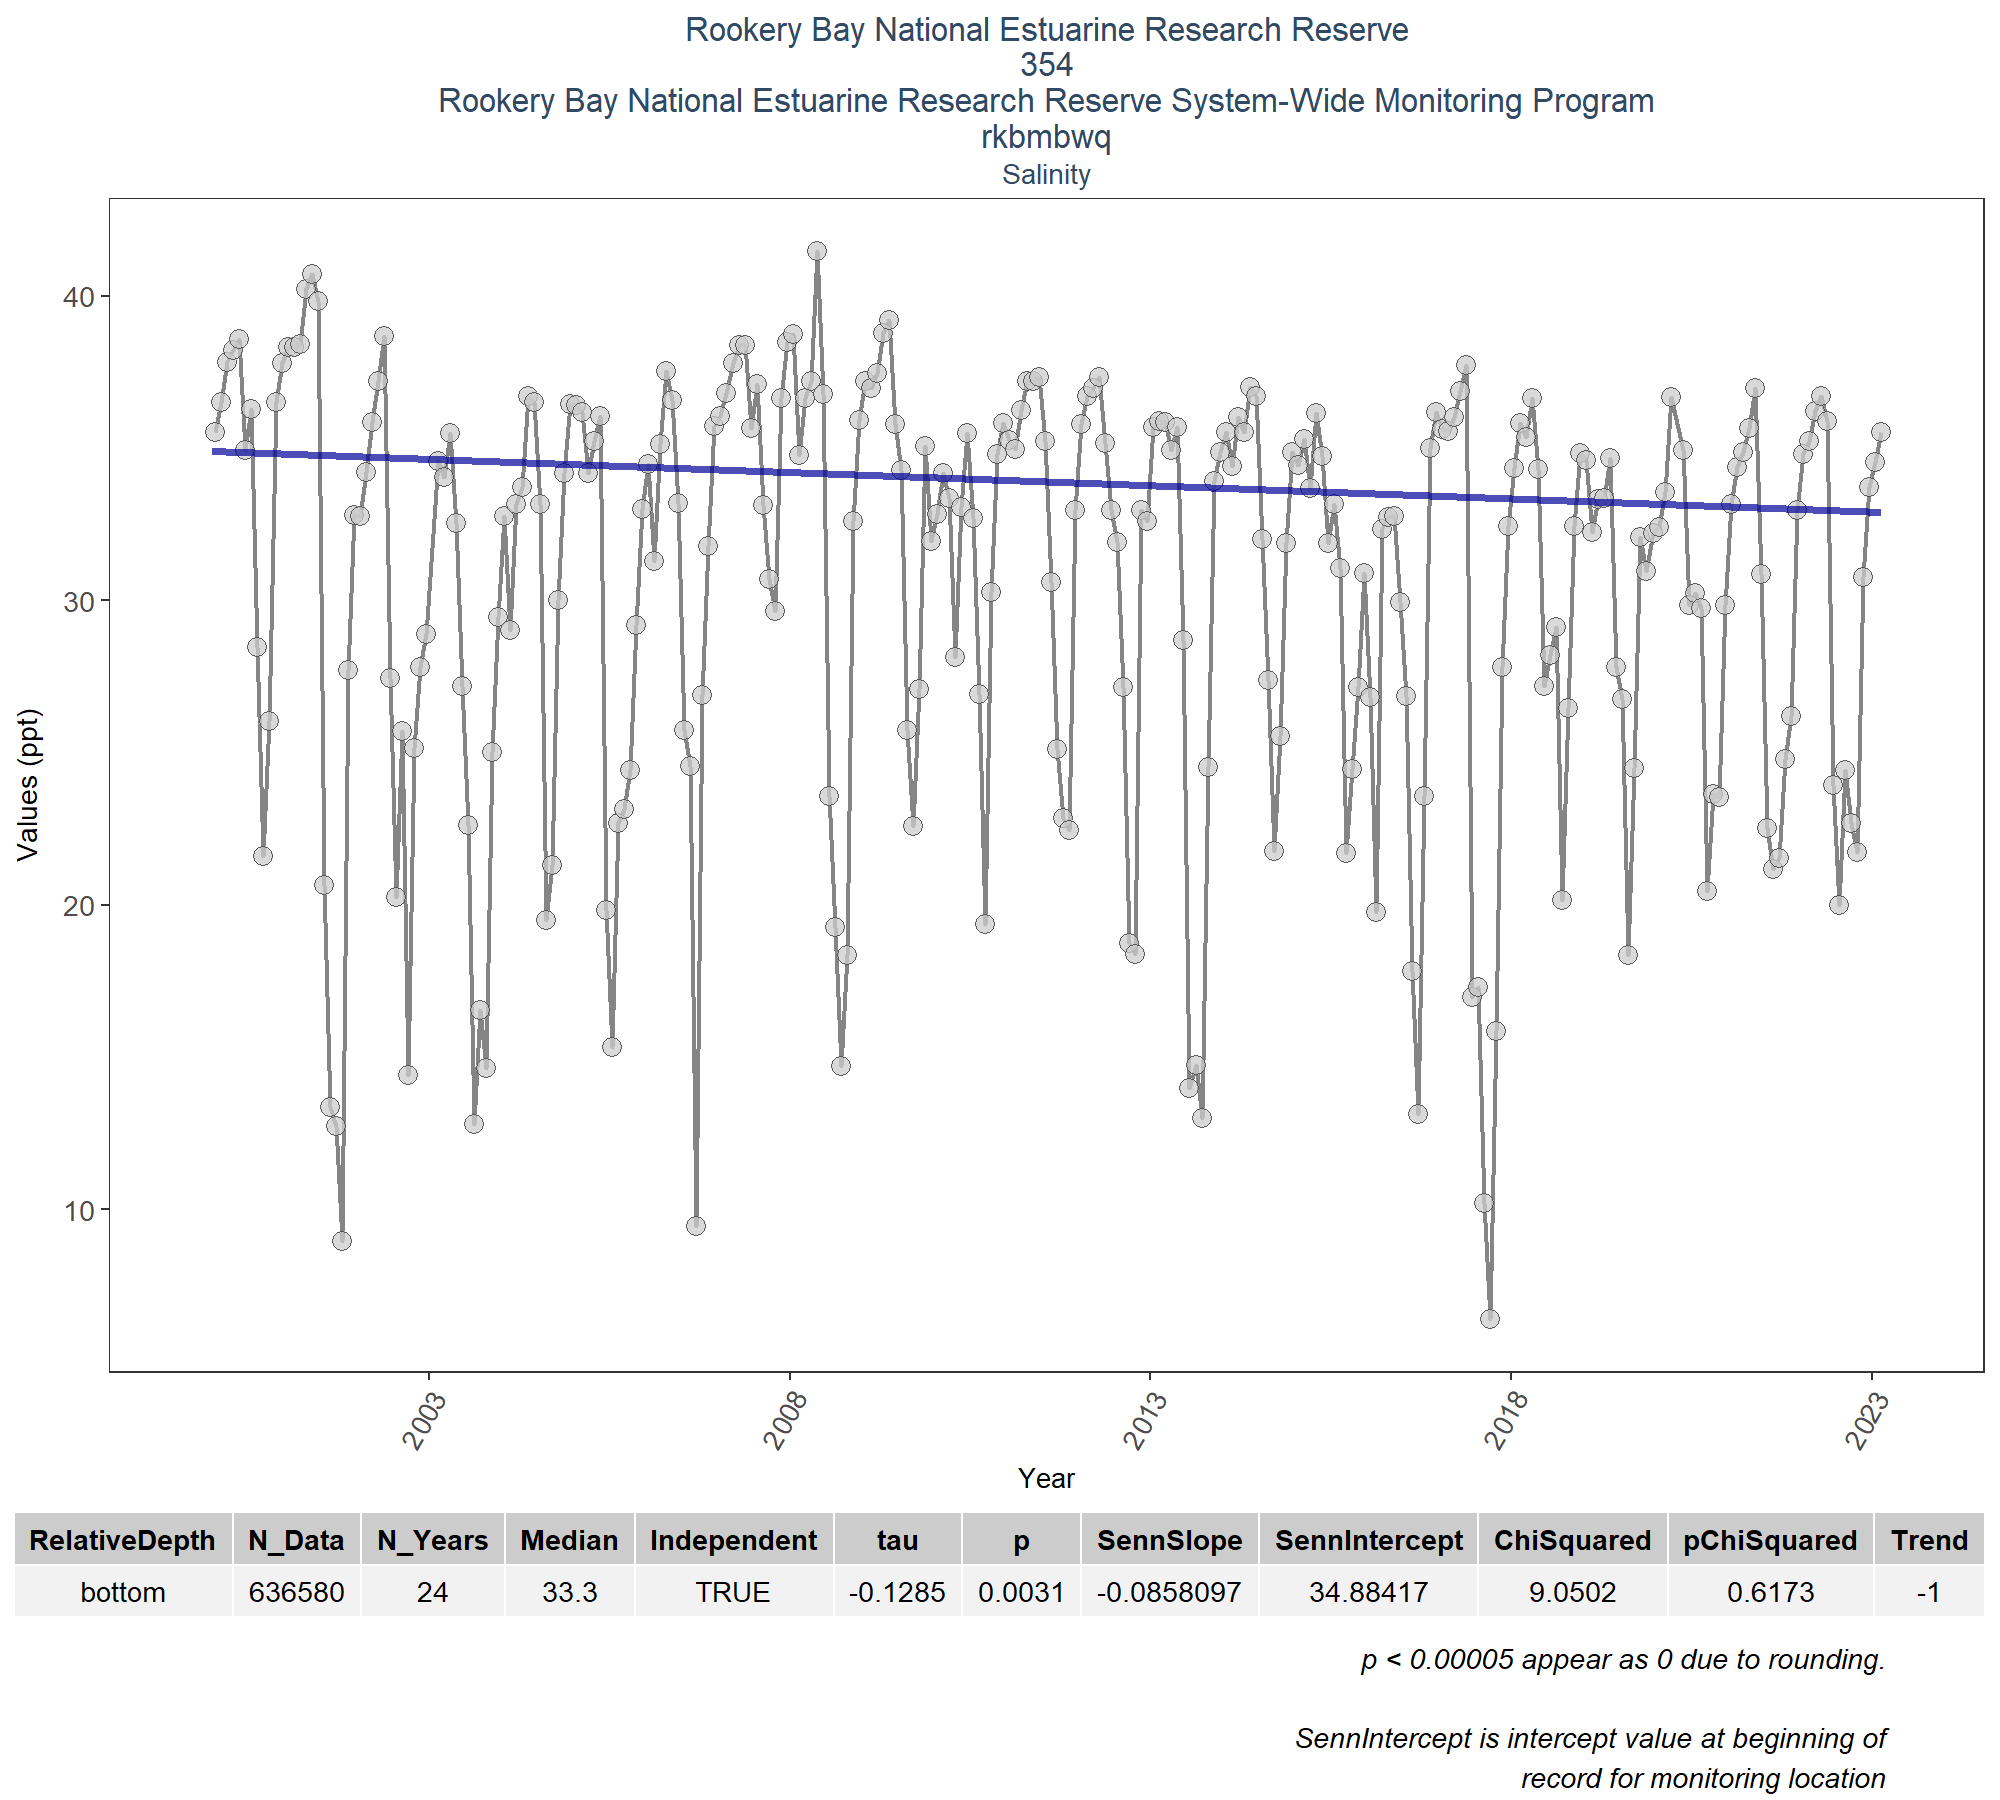 Rookery Bay National Estuarine Research Reserve
354
Rookery Bay National Estuarine Research Reserve System-Wide Monitoring Program
rkbmbwq
Salinity
Values (ppt)
40
30
20
10
2003 2008 2013 2018 2023
Year
RelativeDepth N_Data N_Years Median Independent tau p SennSlope SennIntercept ChiSquared pChiSquared Trend
bottom 636580 24 33.3 TRUE -0.1285 0.0031 -0.0858097 34.88417 9.0502 0.6173 -1
p < 0.00005 appear as 0 due to rounding.
SennIntercept is intercept value at beginning of
record for monitoring location